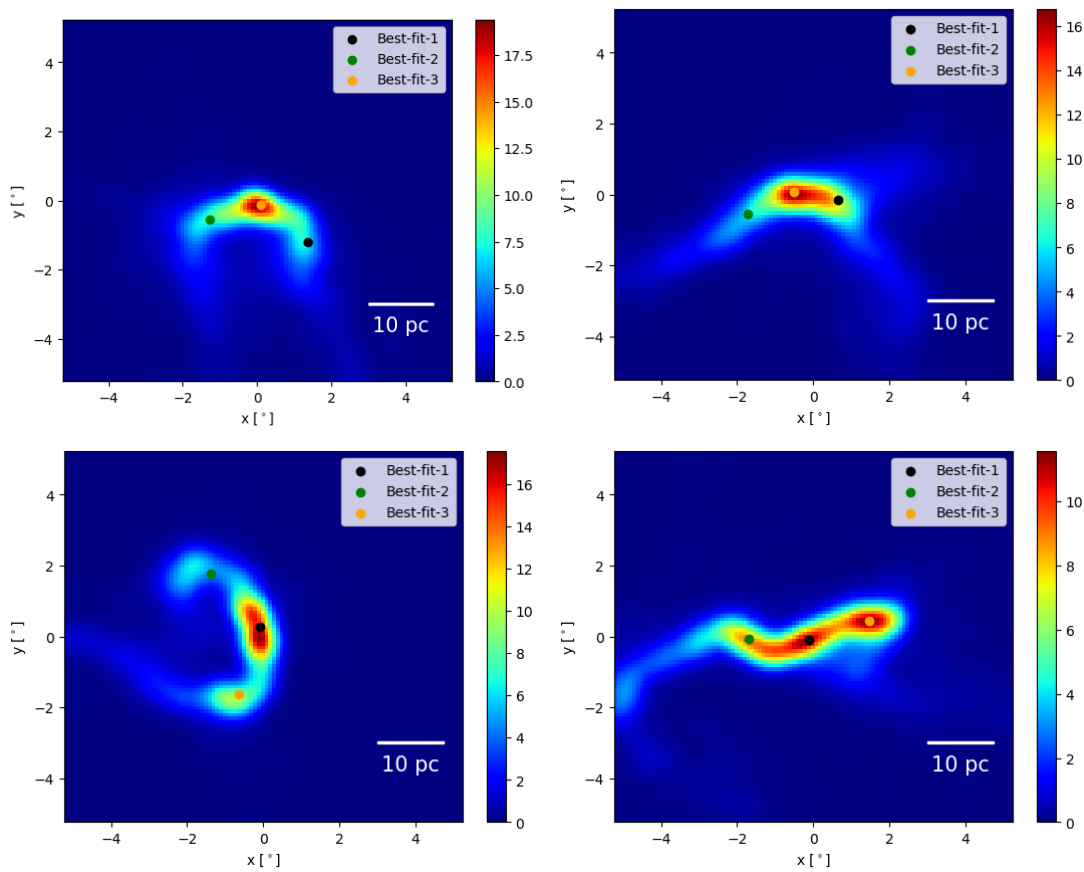 Best-fit-1
Best-fit-2
Best-fit-3
4
2
0
−2
−4
y [°]
10 pc
−4 −2 0 2 4
x [°]
17.5
15.0
12.5
10.0
7.5
5.0
2.5
0.0
Best-fit-1
Best-fit-2
Best-fit-3
4
2
0
−2
−4
y [°]
10 pc
−4 −2 0 2 4
x [°]
16
14
12
10
8
6
4
2
0
Best-fit-1
Best-fit-2
Best-fit-3
4
2
0
−2
−4
y [°]
10 pc
−4 −2 0 2 4
x [°]
16
14
12
10
8
6
4
2
0
Best-fit-1
Best-fit-2
Best-fit-3
4
2
0
−2
−4
y [°]
10 pc
−4 −2 0 2 4
x [°]
10
8
6
4
2
0